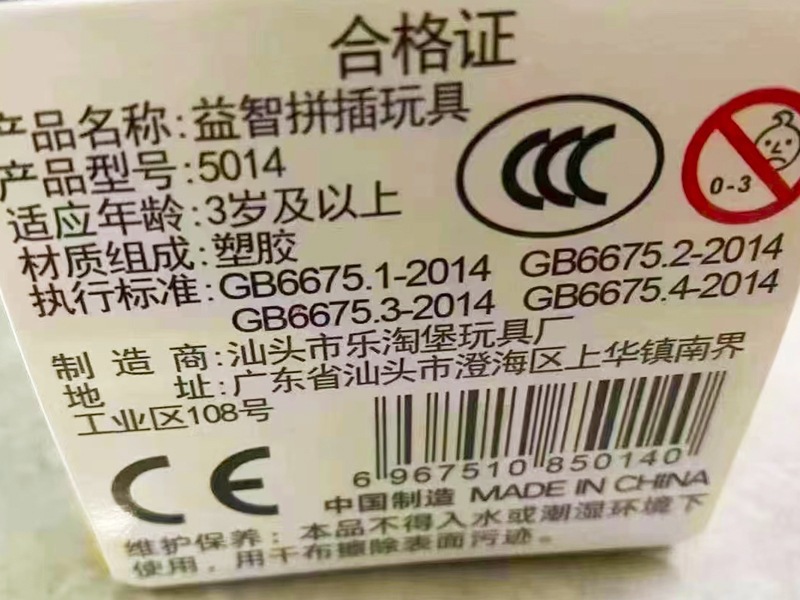 合格证
产品名称:益智拼插玩具
产品型号:5014
适应年龄:3岁及以上
0-3
材质组成:塑胶
执行标准:GB6675.1-2014 GB6675.2-2014
GB6675.3-2014 GB6675.4-2014
制造商:汕头市乐淘堡玩具厂
地址:广东省汕头市澄海区上华镇南界
工业区108号
CE
6 967510 850140
中国制造 MADE IN CHINA
维护保养:本品不得入水或潮湿环境下
使用,用干布擦除表面污迹。